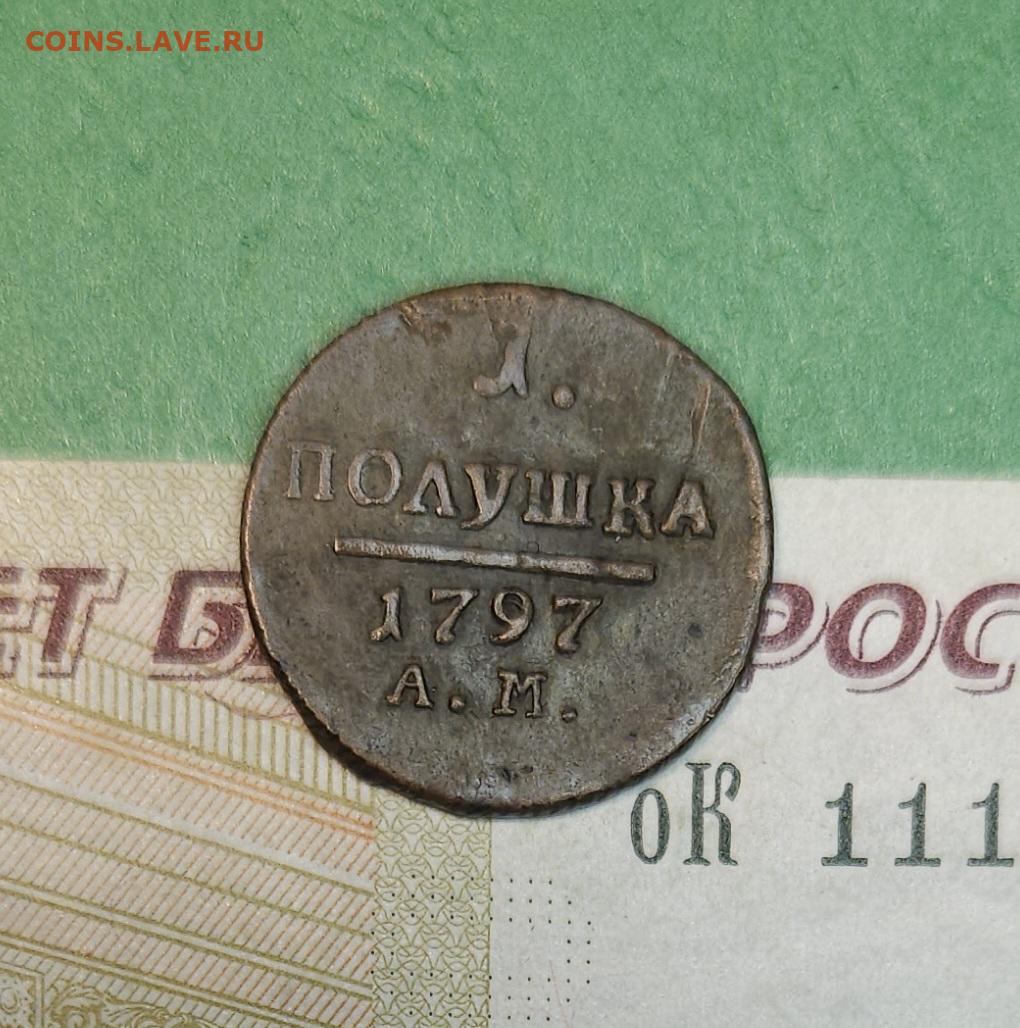 COINS.LAVE.RU
1.
ПОЛУШКА
1797
А.М.
оК 111